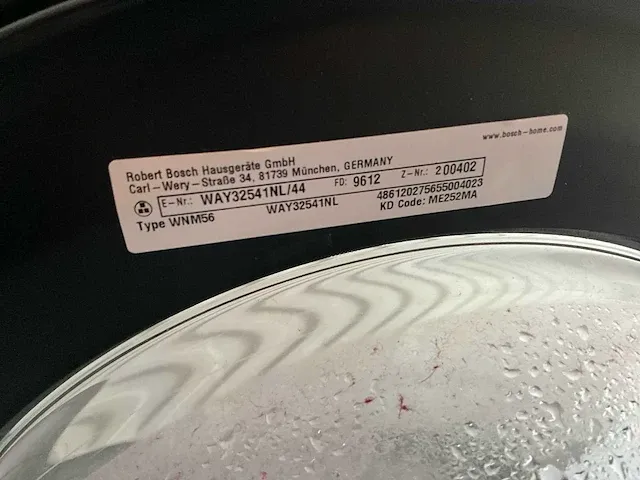 www.bosch-home.com
Robert Bosch Hausgeräte GmbH
Carl-Wery-Straße 34, 81739 München, GERMANY
E-Nr.: WAY32541NL/44 FD: 9612 Z-Nr.: 200402
Type WNM56 WAY32541NL 486120275655004023
KD Code: ME252MA